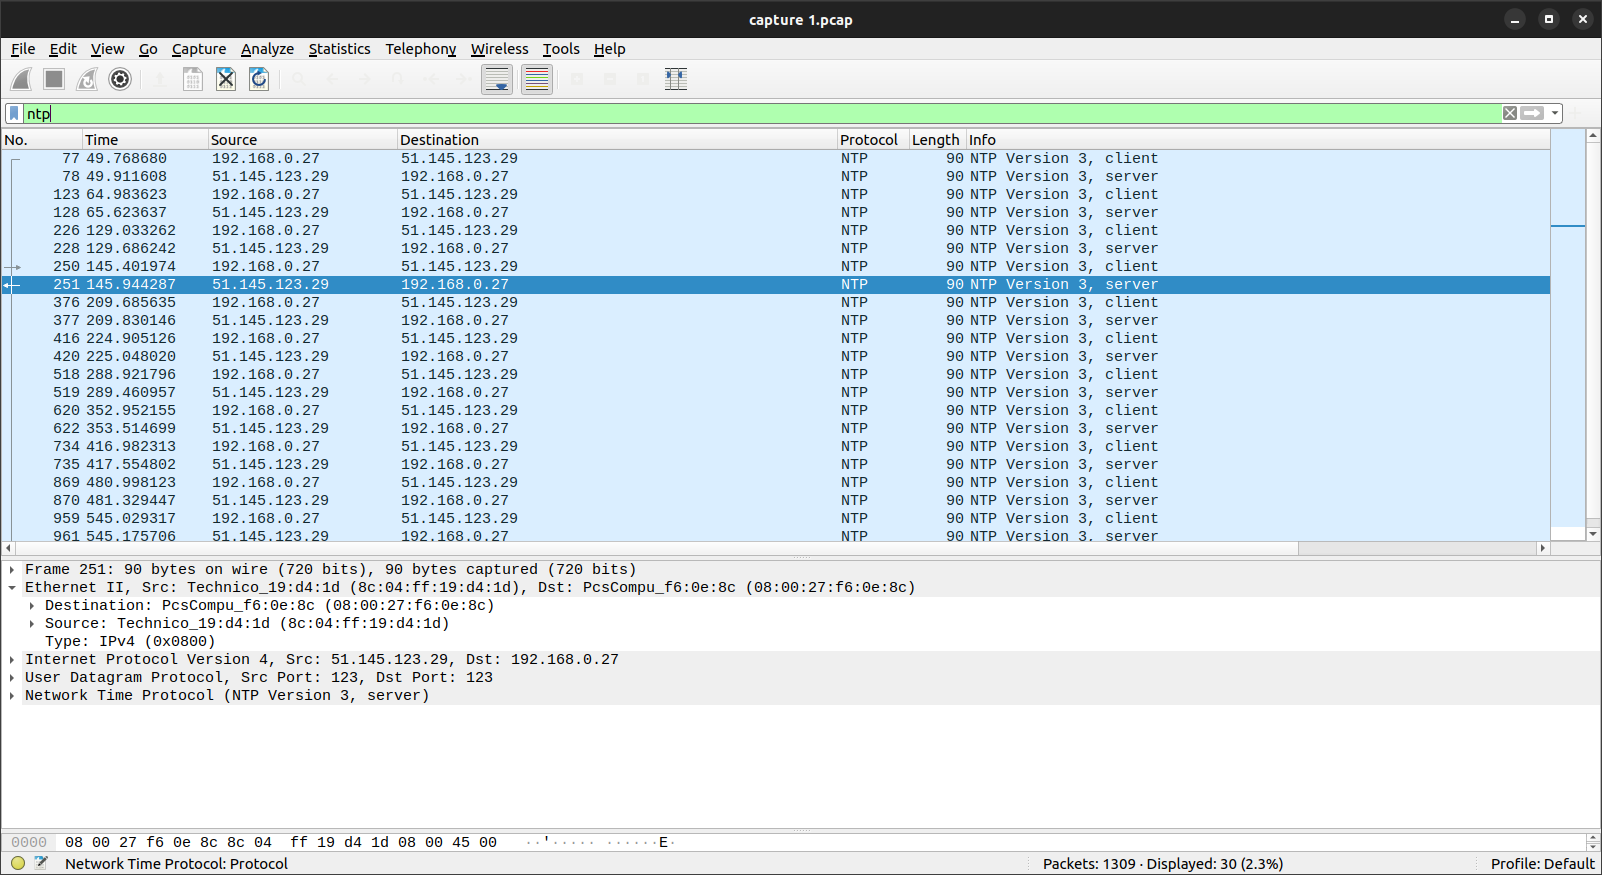 capture 1.pcap
File Edit View Go Capture Analyze Statistics Telephony Wireless Tools Help
ntp
No. Time Source Destination Protocol Length Info
77 49.768680 192.168.0.27 51.145.123.29 NTP 90 NTP Version 3, client
78 49.911608 51.145.123.29 192.168.0.27 NTP 90 NTP Version 3, server
123 64.983623 192.168.0.27 51.145.123.29 NTP 90 NTP Version 3, client
128 65.623637 51.145.123.29 192.168.0.27 NTP 90 NTP Version 3, server
226 129.033262 192.168.0.27 51.145.123.29 NTP 90 NTP Version 3, client
228 129.686242 51.145.123.29 192.168.0.27 NTP 90 NTP Version 3, server
250 145.401974 192.168.0.27 51.145.123.29 NTP 90 NTP Version 3, client
251 145.944287 51.145.123.29 192.168.0.27 NTP 90 NTP Version 3, server
376 209.685635 192.168.0.27 51.145.123.29 NTP 90 NTP Version 3, client
377 209.830146 51.145.123.29 192.168.0.27 NTP 90 NTP Version 3, server
416 224.905126 192.168.0.27 51.145.123.29 NTP 90 NTP Version 3, client
420 225.048020 51.145.123.29 192.168.0.27 NTP 90 NTP Version 3, server
518 288.921796 192.168.0.27 51.145.123.29 NTP 90 NTP Version 3, client
519 289.460957 51.145.123.29 192.168.0.27 NTP 90 NTP Version 3, server
620 352.952155 192.168.0.27 51.145.123.29 NTP 90 NTP Version 3, client
622 353.514699 51.145.123.29 192.168.0.27 NTP 90 NTP Version 3, server
734 416.982313 192.168.0.27 51.145.123.29 NTP 90 NTP Version 3, client
735 417.554802 51.145.123.29 192.168.0.27 NTP 90 NTP Version 3, server
869 480.998123 192.168.0.27 51.145.123.29 NTP 90 NTP Version 3, client
870 481.329447 51.145.123.29 192.168.0.27 NTP 90 NTP Version 3, server
959 545.029317 192.168.0.27 51.145.123.29 NTP 90 NTP Version 3, client
961 545.175706 51.145.123.29 192.168.0.27 NTP 90 NTP Version 3, server
Frame 251: 90 bytes on wire (720 bits), 90 bytes captured (720 bits)
Ethernet II, Src: Technico_19:d4:1d (8c:04:ff:19:d4:1d), Dst: PcsCompu_f6:0e:8c (08:00:27:f6:0e:8c)
Destination: PcsCompu_f6:0e:8c (08:00:27:f6:0e:8c)
Source: Technico_19:d4:1d (8c:04:ff:19:d4:1d)
Type: IPv4 (0x0800)
Internet Protocol Version 4, Src: 51.145.123.29, Dst: 192.168.0.27
User Datagram Protocol, Src Port: 123, Dst Port: 123
Network Time Protocol (NTP Version 3, server)
0000 08 00 27 f6 0e 8c 8c 04 ff 19 d4 1d 08 00 45 00 ··'····· ······E·
Network Time Protocol: Protocol Packets: 1309 · Displayed: 30 (2.3%) Profile: Default